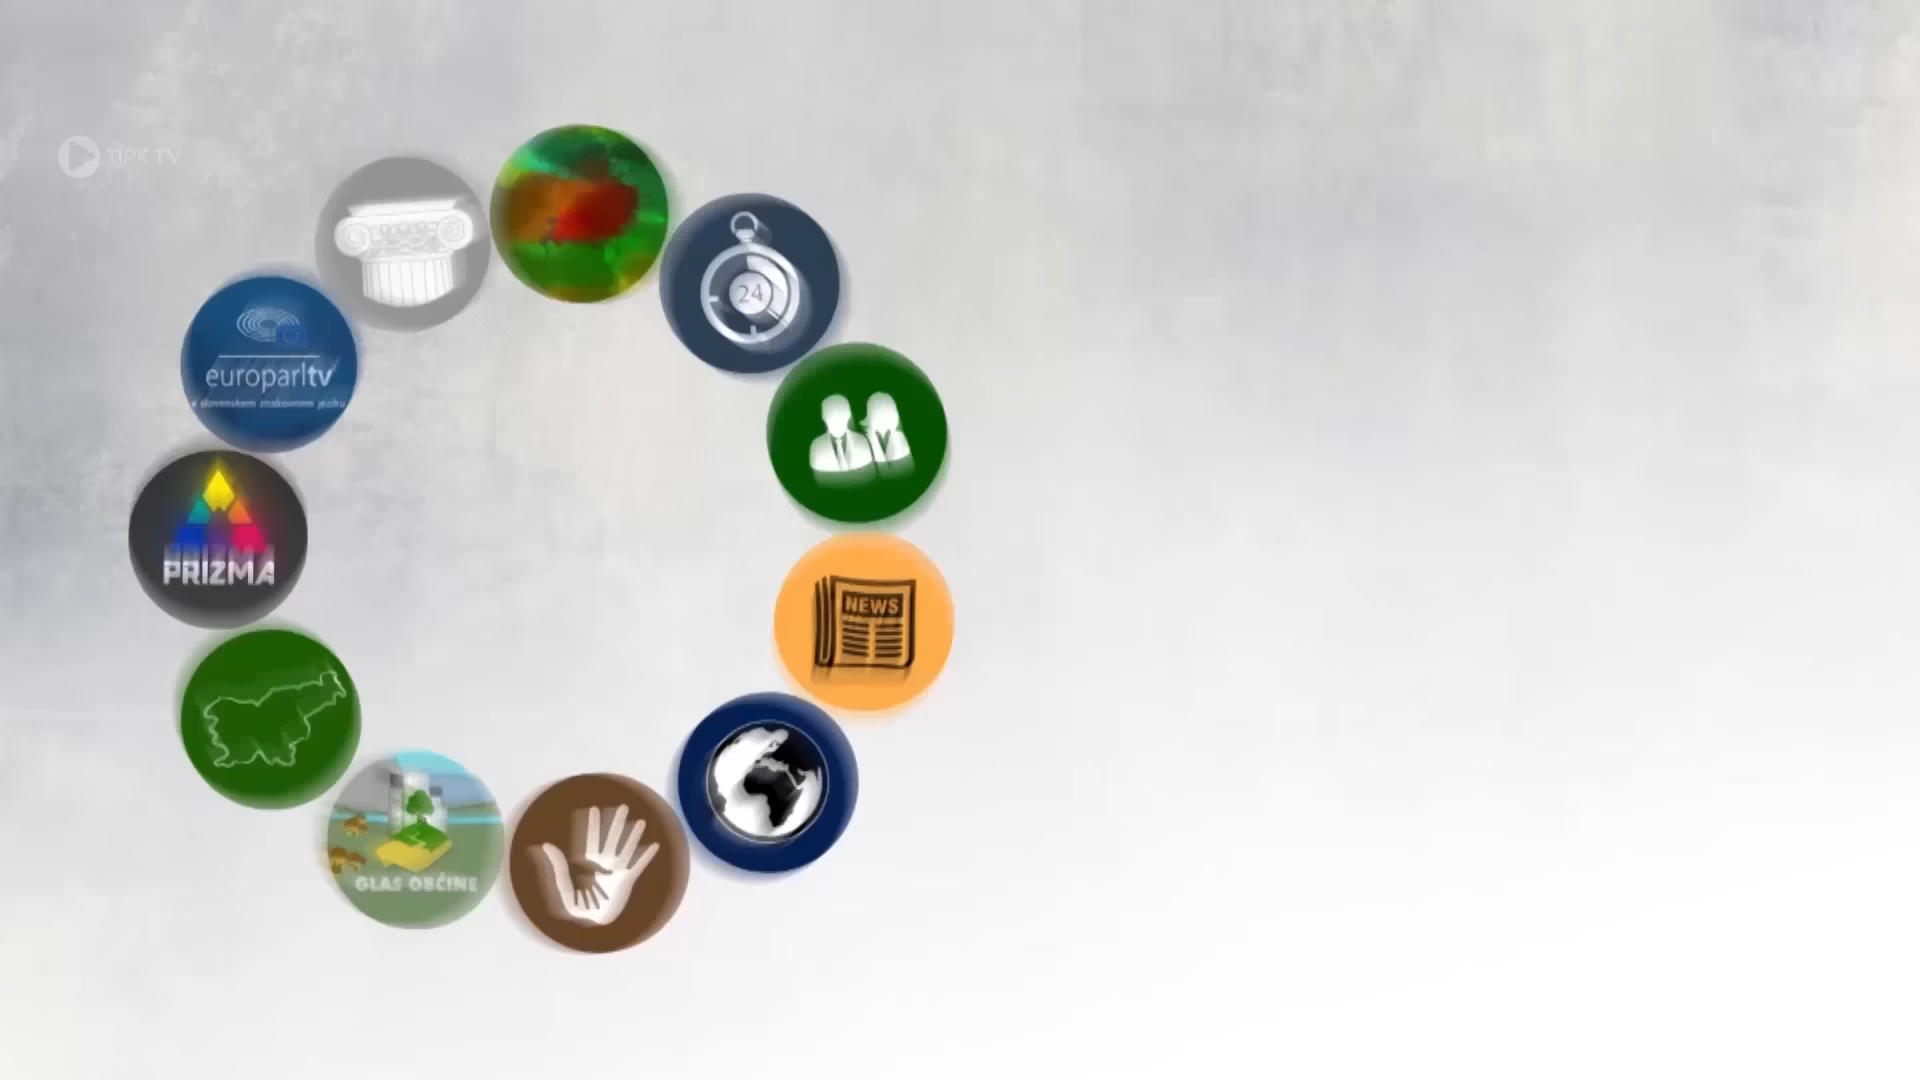 TIPK TV
24
europarltv
v slovenskem znakovnem jeziku
PRIZMA
NEWS
GLAS OBČINE